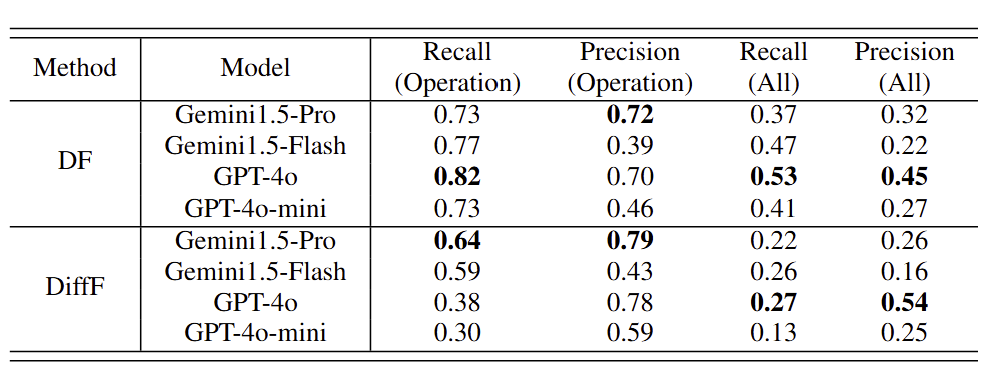 Method Model Recall (Operation) Precision (Operation) Recall (All) Precision (All)
DF
Gemini1.5-Pro 0.73 0.72 0.37 0.32
Gemini1.5-Flash 0.77 0.39 0.47 0.22
GPT-4o 0.82 0.70 0.53 0.45
GPT-4o-mini 0.73 0.46 0.41 0.27
DiffF
Gemini1.5-Pro 0.64 0.79 0.22 0.26
Gemini1.5-Flash 0.59 0.43 0.26 0.16
GPT-4o 0.38 0.78 0.27 0.54
GPT-4o-mini 0.30 0.59 0.13 0.25